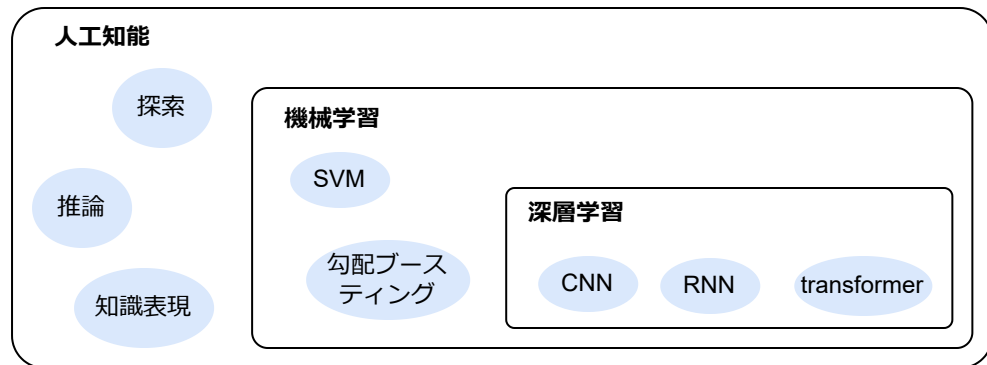 人工知能
探索
推論
知識表現
機械学習
SVM
勾配ブース
ティング
深層学習
CNN
RNN
transformer